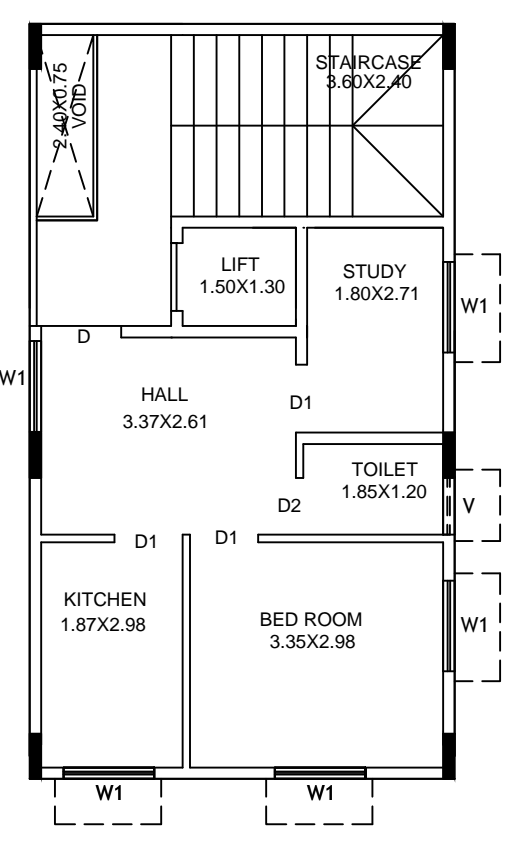 STAIRCASE
3.60X2.40
2.40X0.75
VOID
LIFT
1.50X1.30
STUDY
1.80X2.71
W1
D
W1
HALL
3.37X2.61
D1
TOILET
1.85X1.20
V
D2
D1
D1
KITCHEN
1.87X2.98
BED ROOM
3.35X2.98
W1
W1
W1